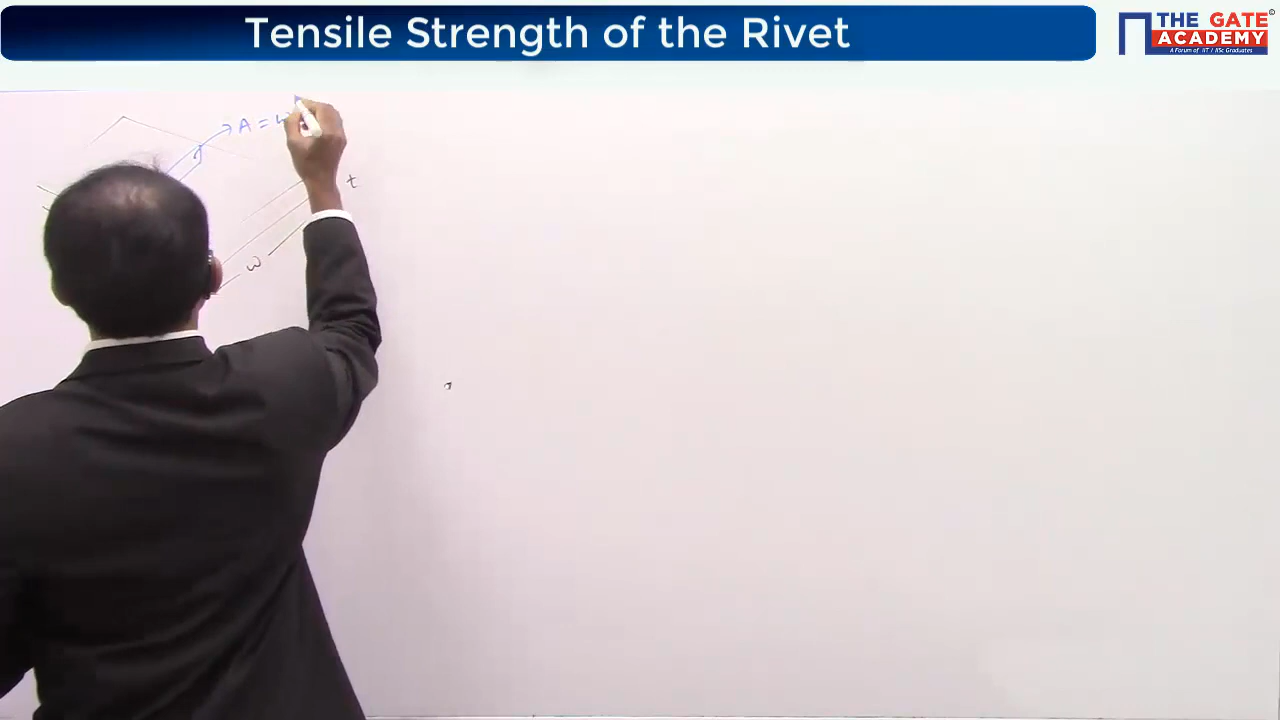 Tensile Strength of the Rivet
THE GATE
ACADEMY
©
A Forum of IIT / IISc Graduates
A = w
t
w